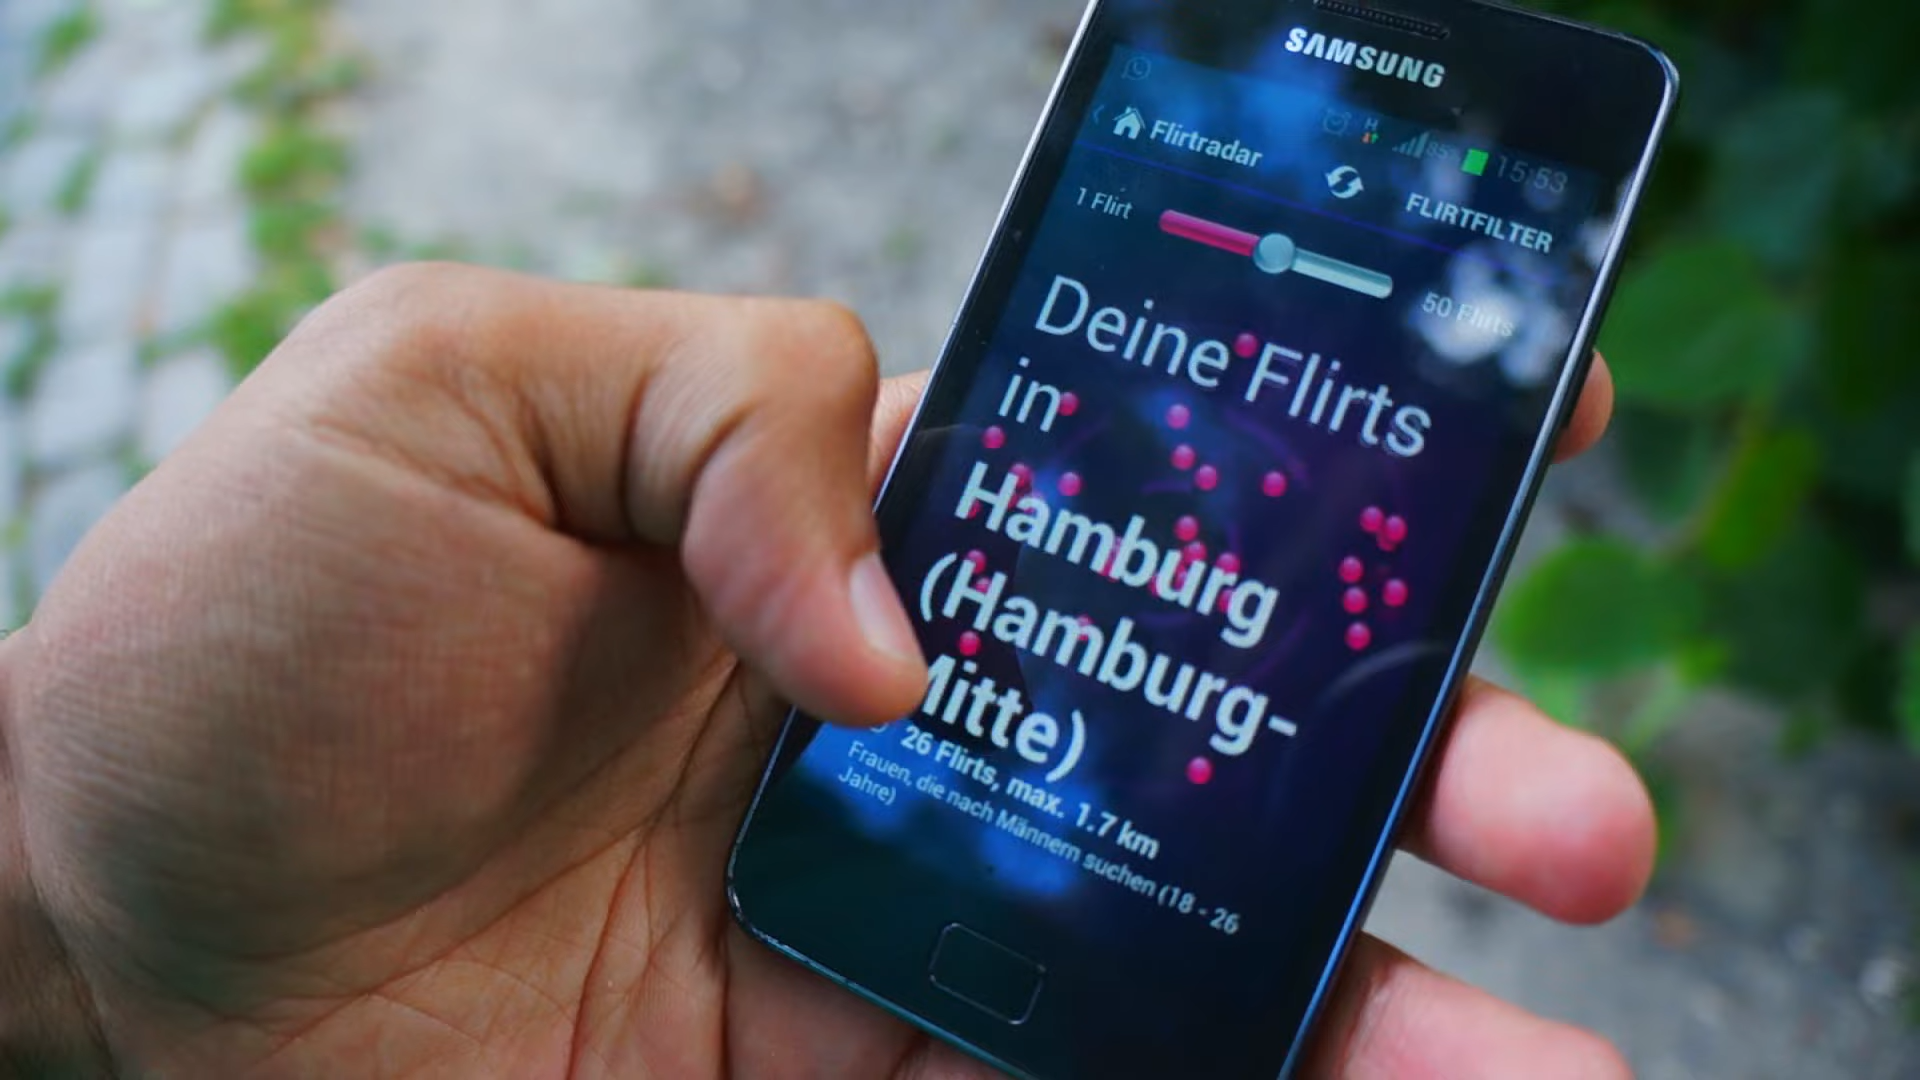 SAMSUNG
H 85% 15:53
Flirtradar
FLIRTFILTER
1 Flirt
50 Flirts
Deine Flirts
in
Hamburg
(Hamburg-
Mitte)
26 Flirts, max. 1.7 km
Frauen, die nach Männern suchen (18 - 26
Jahre)